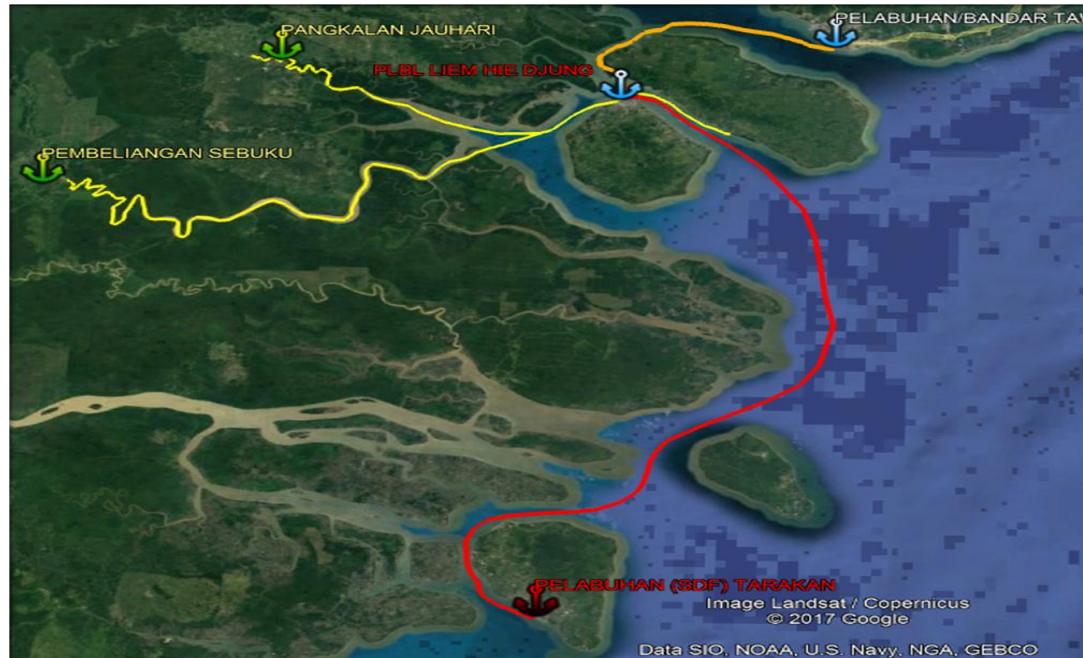 PELABUHAN/BANDAR TAW
PANGKALAN JAUHARI
PLBL LIEM HIE DJUNG
PEMBELIANGAN SEBUKU
PELABUHAN (SDF) TARAKAN
Image Landsat / Copernicus
© 2017 Google
Data SIO, NOAA, U.S. Navy, NGA, GEBCO